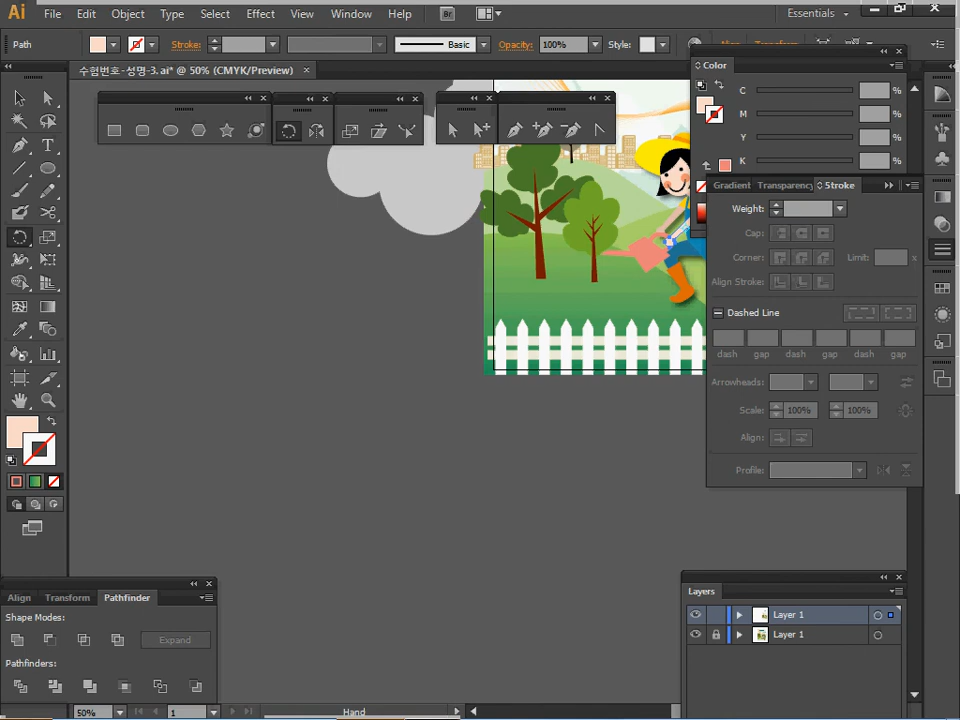 Ai File Edit Object Type Select Effect View Window Help Br Essentials
Path Stroke: Basic Opacity: 100% Style:
수험번호-성명-3.ai* @ 50% (CMYK/Preview)
Color
C %
M %
Y %
K %
Gradient Transparency Stroke
Weight:
Cap:
Corner: Limit: x
Align Stroke:
Dashed Line
dash gap dash gap dash gap
Arrowheads:
Scale: 100% 100%
Align:
Profile:
Align Transform Pathfinder
Shape Modes:
Expand
Pathfinders:
Layers
Layer 1
Layer 1
50% 1 Hand